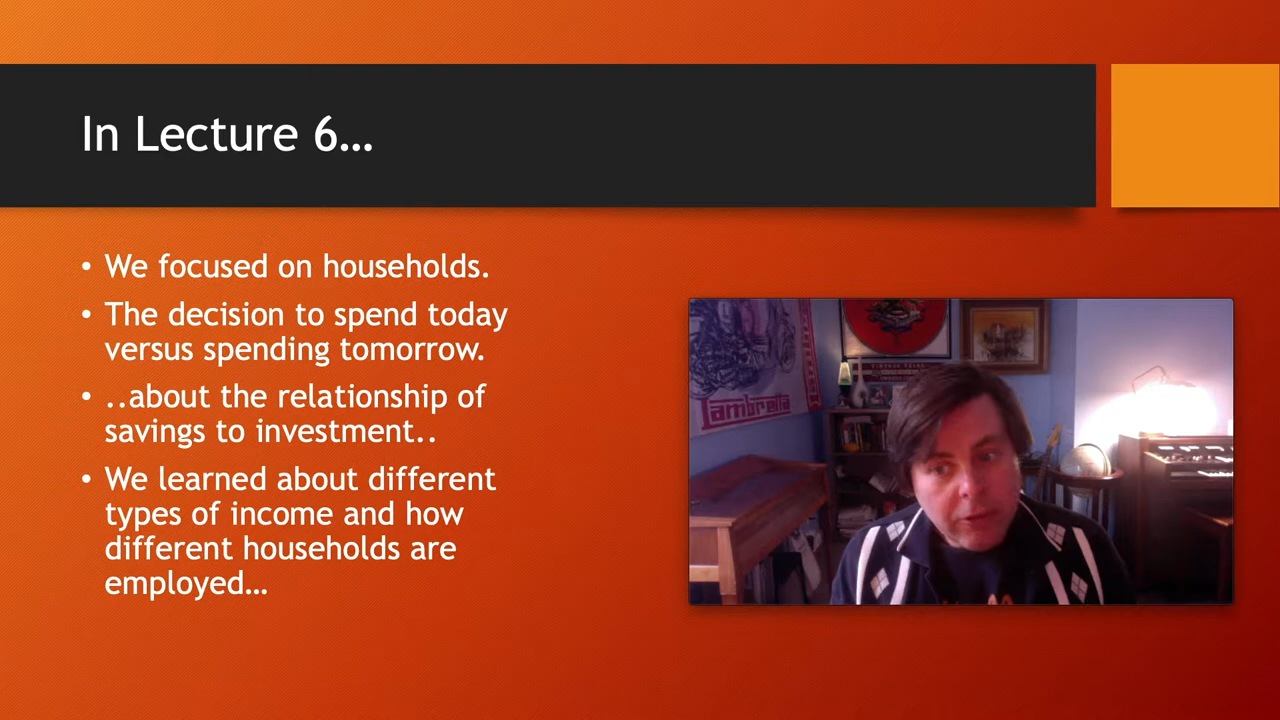 In Lecture 6…
• We focused on households.
• The decision to spend today
versus spending tomorrow.
• ..about the relationship of
savings to investment..
• We learned about different
types of income and how
different households are
employed…
Lambretta